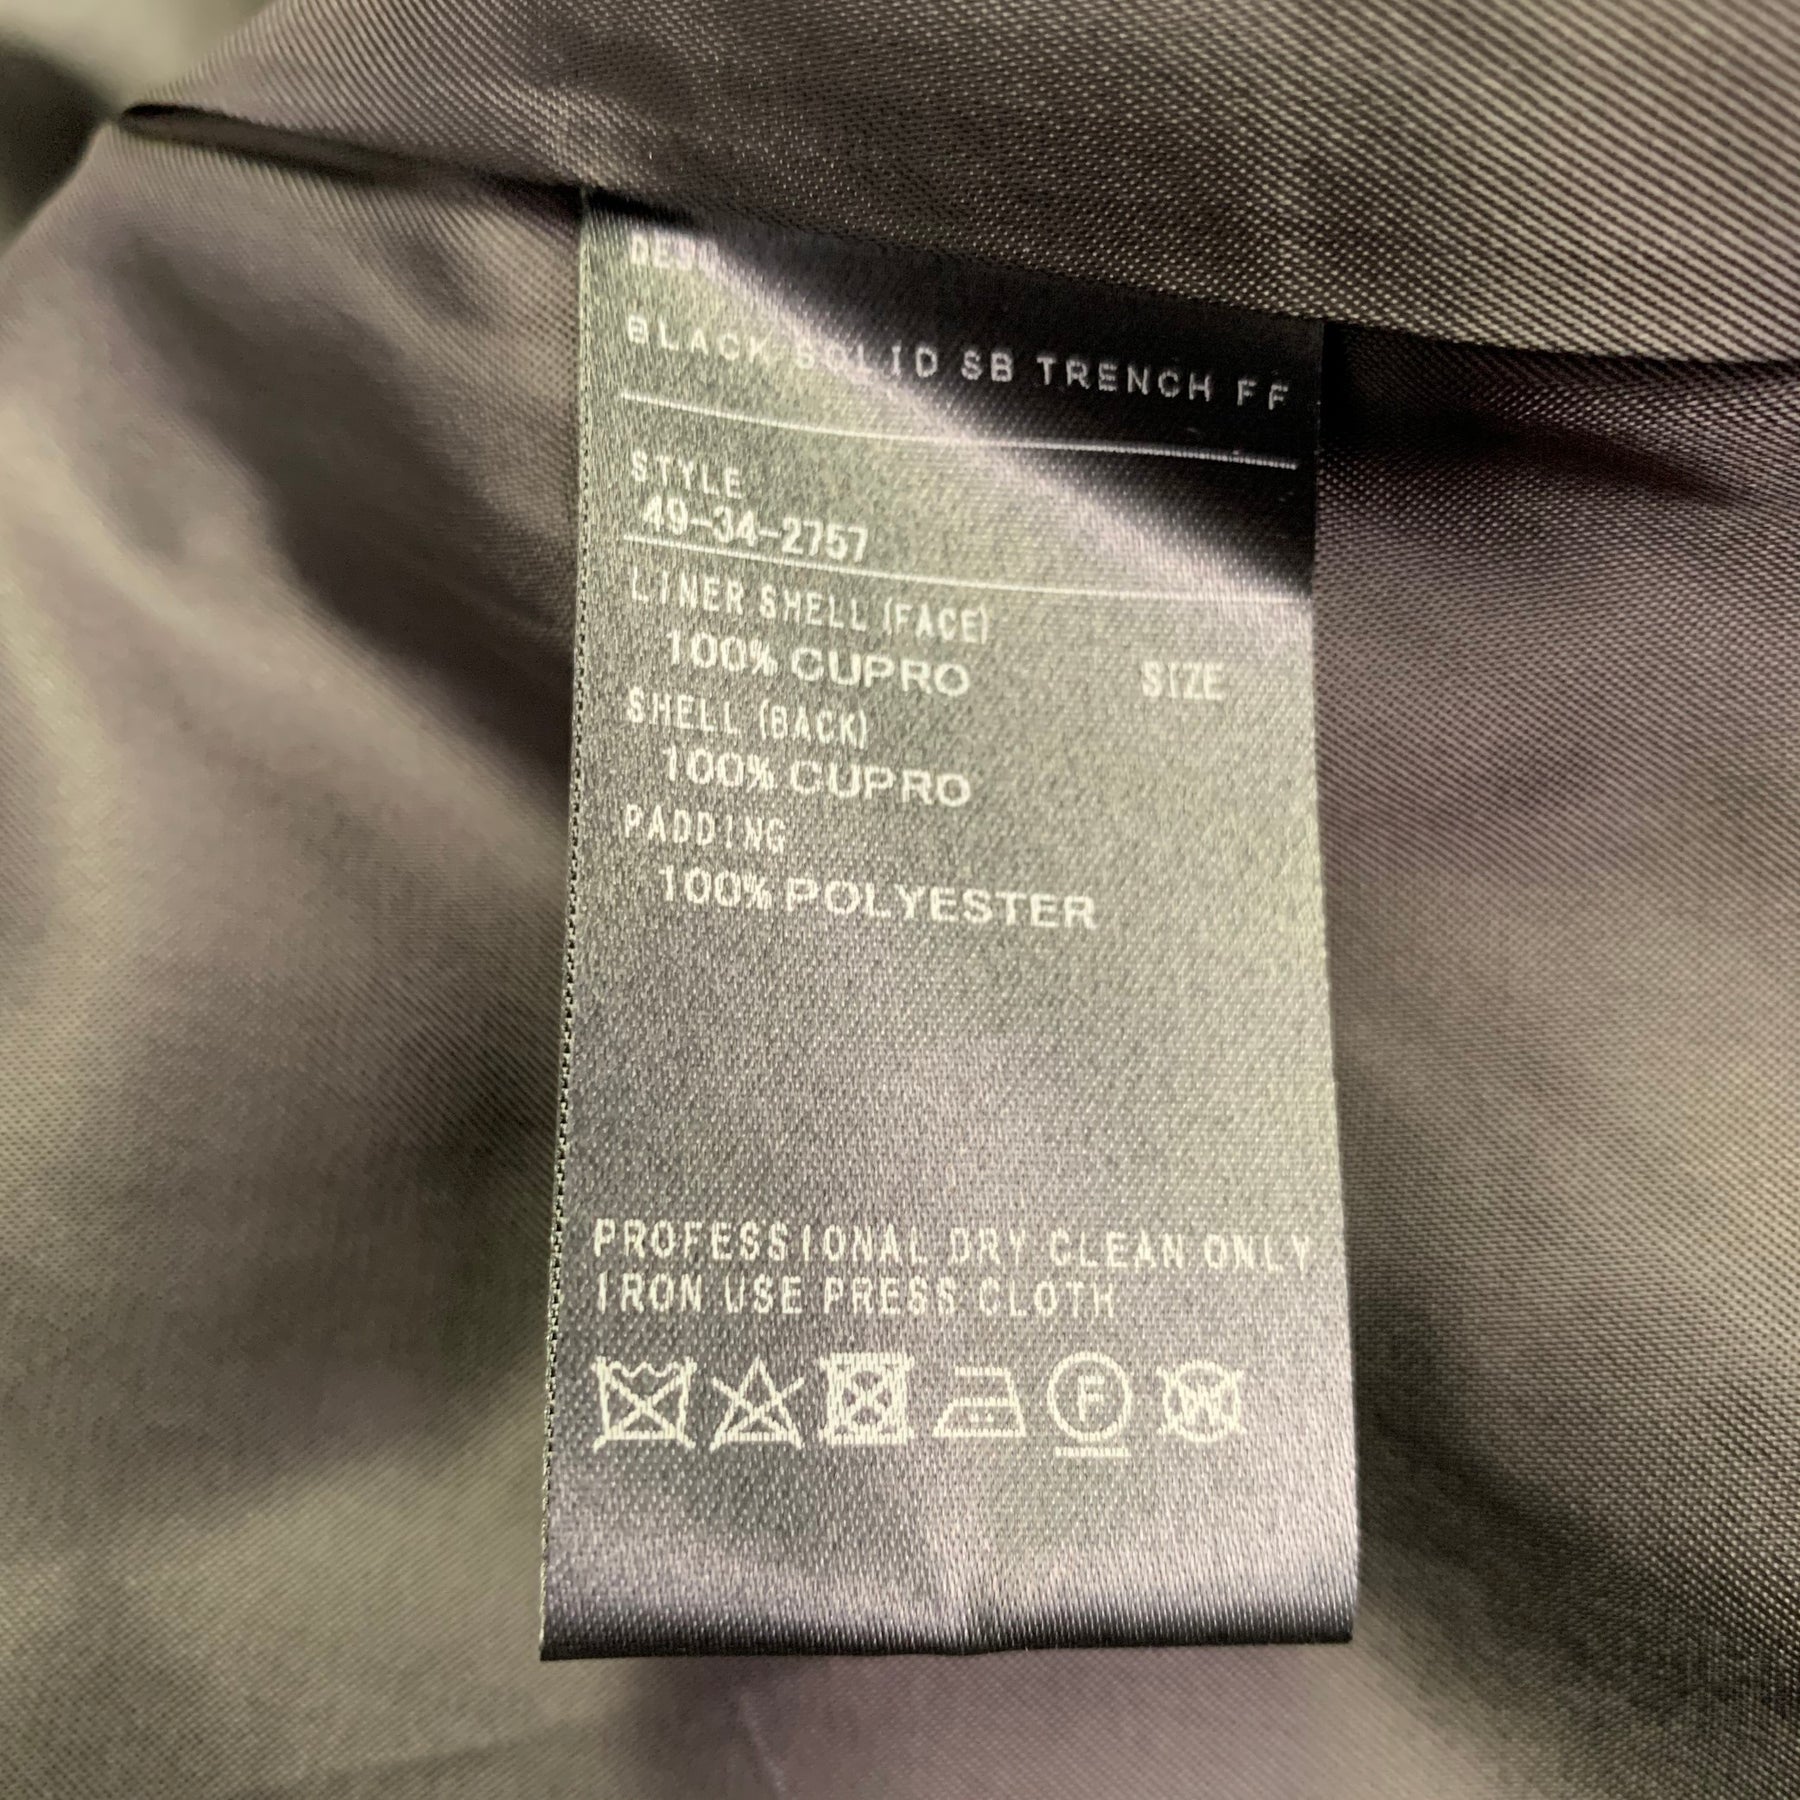 BLACK SOLID SB TRENCH FF
STYLE
49-34-2757
LINER SHELL (FACE)
100% CUPRO
SIZE
SHELL (BACK)
100% CUPRO
PADDING
100% POLYESTER
PROFESSIONAL DRY CLEAN ONLY
IRON USE PRESS CLOTH
F
W